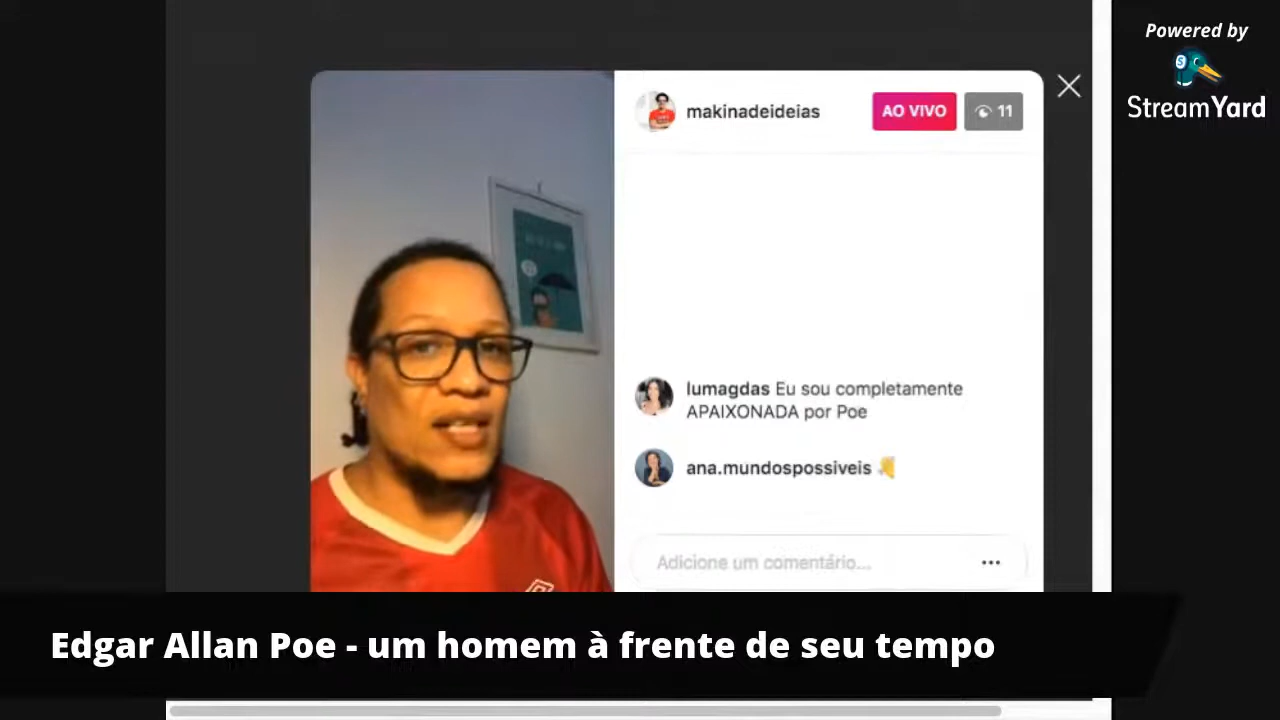 Powered by
StreamYard
makinadeideias
AO VIVO
11
lumagdas Eu sou completamente
APAIXONADA por Poe
ana.mundospossiveis
Adicione um comentário...
Edgar Allan Poe - um homem à frente de seu tempo